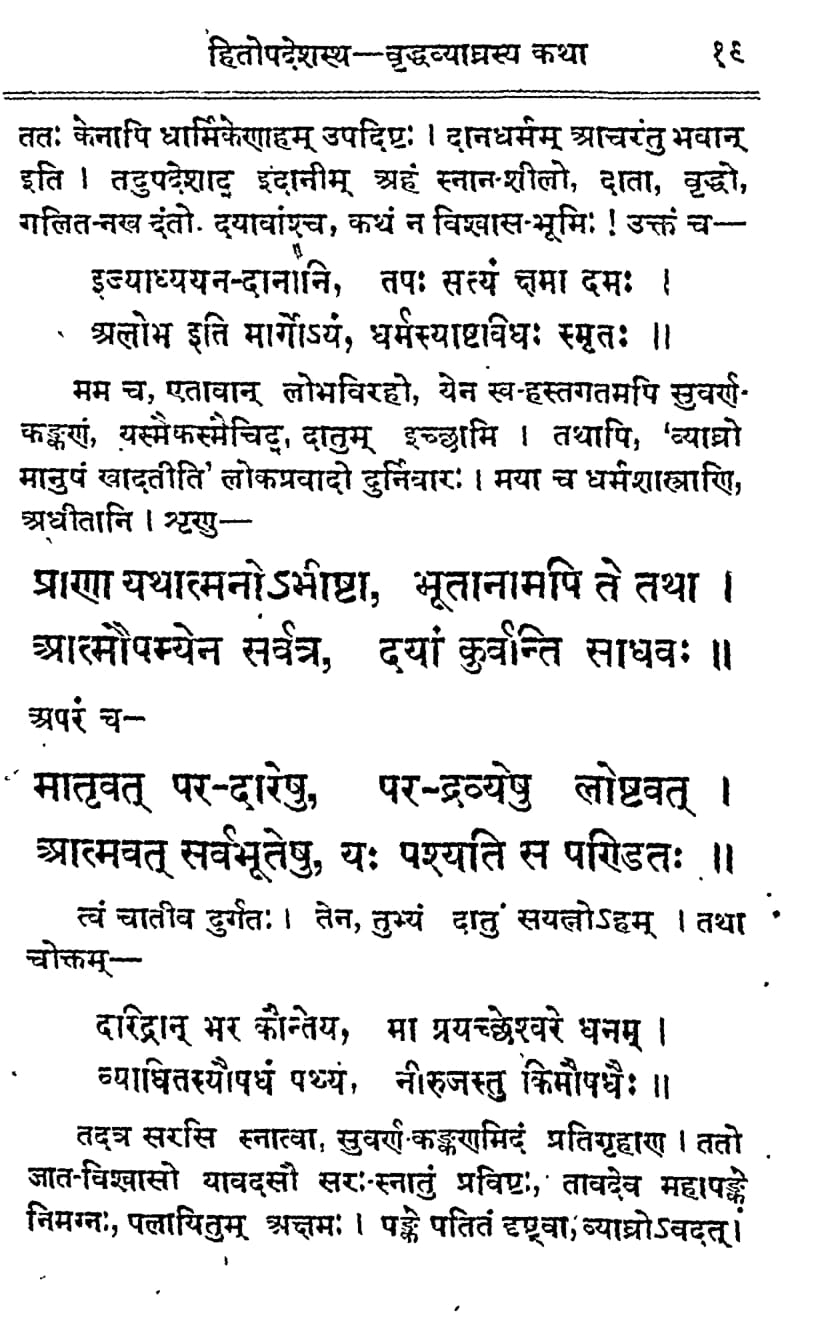 हितोपदेशस्थ—वृद्धव्याघ्रस्य कथा १९
ततः केनापि धार्मिकेणाहम् उपदिष्टः । दानधर्मम् आचरंतु भवान्
इति । तदुपदेशाद् इदानीम् अहं स्नान-शीलो, दाता, वृद्धो,
गलित-नख दंतो. दयावांश्च, कथं न विश्वास-भूमिः ! उक्तं च—
इज्याध्ययन-दानानि, तपः सत्यं क्षमा दमः ।
अलोभ इति मार्गोऽयं, धर्मस्याष्टविधः स्मृतः ॥
मम च, एतावान् लोभविरहो, येन स्व-हस्तगतमपि सुवर्ण-
कङ्कणं, यस्मैकस्मैचिद्, दातुम् इच्छामि । तथापि, ‘व्याघ्रो
मानुषं खादतीति’ लोकप्रवादो दुर्निवारः । मया च धर्मशास्त्राणि,
अधीतानि । शृणु—
प्राणा यथात्मनोऽभीष्टा, भूतानामपि ते तथा ।
आत्मौपम्येन सर्वत्र, दयां कुर्वान्ति साधवः ॥
अपरं च—
मातृवत् पर-दारेषु, पर-द्रव्येषु लोष्टवत् ।
आत्मवत् सर्वभूतेषु, यः पश्यति स पण्डितः ॥
त्वं चातीव दुर्गतः । तेन, तुभ्यं दातुं सयत्नोऽहम् । तथा
चोक्तम्—
दारिद्रान् भर कौन्तेय, मा प्रयच्छेश्वरे धनम् ।
व्याधितस्यौषधं पथ्यं, नीरुजस्तु किमौषधैः ॥
तदत्र सरसि स्नात्वा, सुवर्ण-कङ्कणमिदं प्रतिगृहाण । ततो
जात-विश्वासो यावदसौ सरः-स्नातुं प्रविष्टः, तावदेव महापङ्के
निमग्नः, पलायितुम् अक्षमः । पङ्के पतितं दृष्ट्वा, व्याघ्रोऽवदत् ।